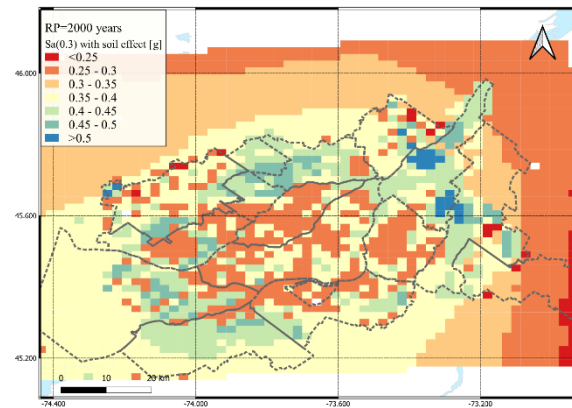 RP=2000 years
Sa(0.3) with soil effect [g]
<0.25
0.25 - 0.3
0.3 - 0.35
0.35 - 0.4
0.4 - 0.45
0.45 - 0.5
>0.5
46.000
45.600
45.200
0 10 20 km
-74.400 -74.000 -73.600 -73.200